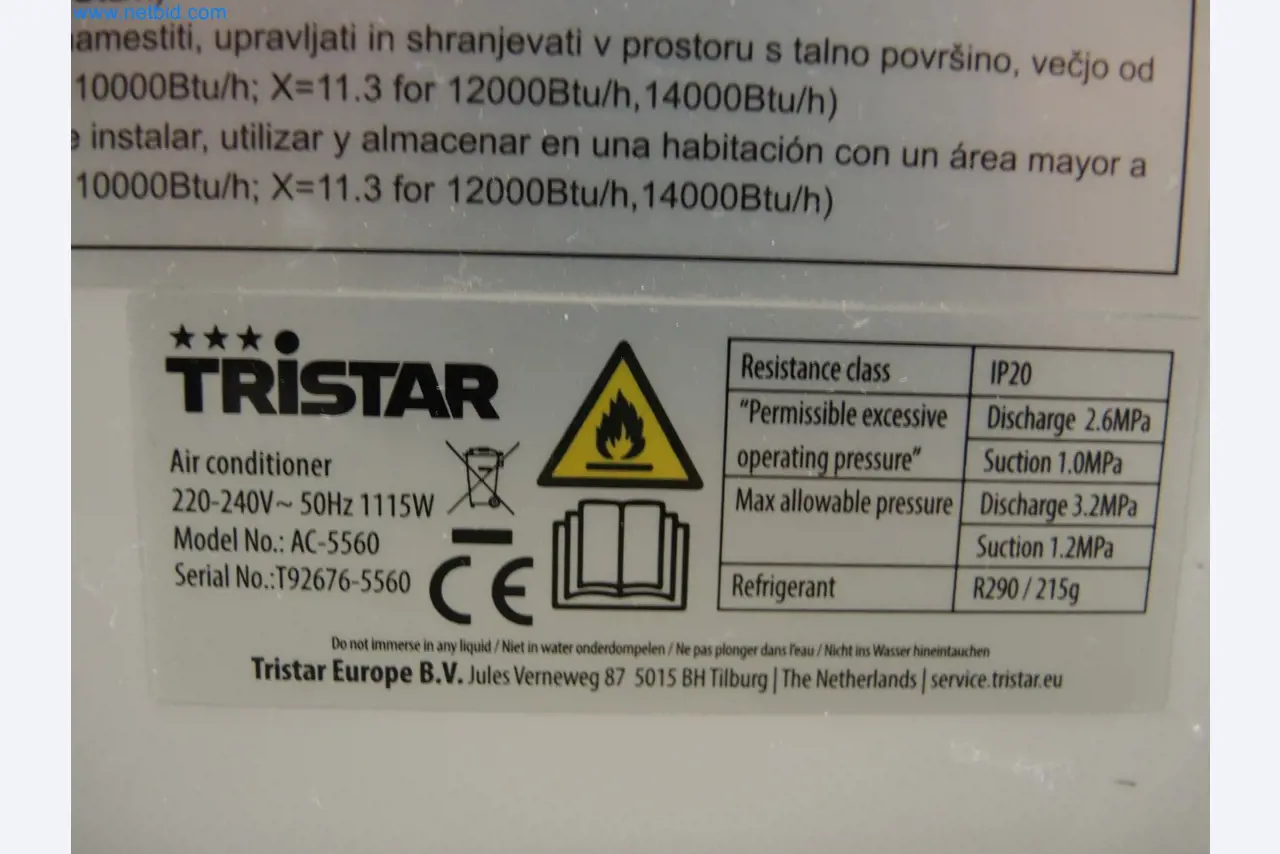 www.netbid.com
namestiti, upravljati in shranjevati v prostoru s talno površino, večjo od
10000Btu/h; X=11.3 for 12000Btu/h,14000Btu/h)
e instalar, utilizar y almacenar en una habitación con un área mayor a
10000Btu/h; X=11.3 for 12000Btu/h,14000Btu/h)
TRiSTAR
Air conditioner
220-240V~ 50Hz 1115W
Model No.: AC-5560
Serial No.:T92676-5560
CE
Resistance class IP20
"Permissible excessive operating pressure" Discharge 2.6MPa
Suction 1.0MPa
Max allowable pressure Discharge 3.2MPa
Suction 1.2MPa
Refrigerant R290 / 215g
Do not immerse in any liquid / Niet in water onderdompelen / Ne pas plonger dans l'eau / Nicht ins Wasser hineintauchen
Tristar Europe B.V. Jules Verneweg 87 5015 BH Tilburg | The Netherlands | service.tristar.eu